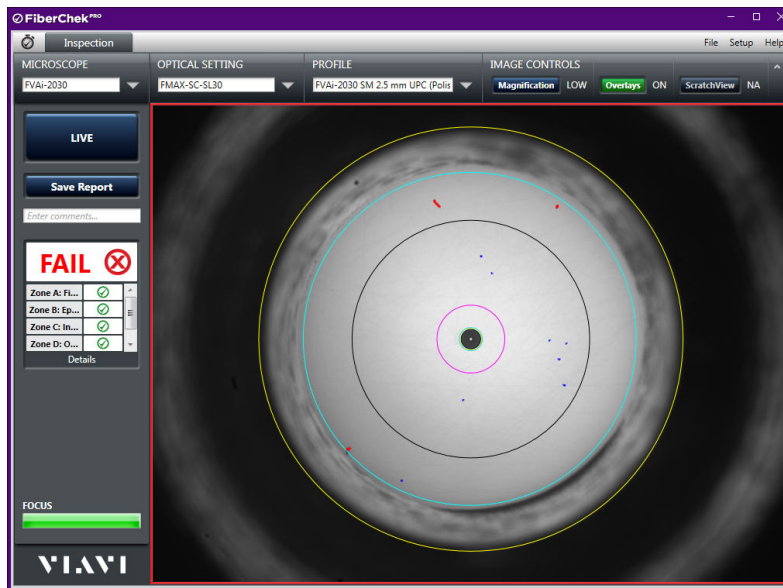 FiberChekPRO
Inspection
File Setup Help
MICROSCOPE
FVAi-2030
OPTICAL SETTING
FMAX-SC-SL30
PROFILE
FVAi-2030 SM 2.5 mm UPC (Polis
IMAGE CONTROLS
Magnification LOW
Overlays ON
ScratchView NA
LIVE
Save Report
Enter comments...
FAIL
Zone A: Fi...
Zone B: Ep...
Zone C: In...
Zone D: O...
Details
FOCUS
VIAVI